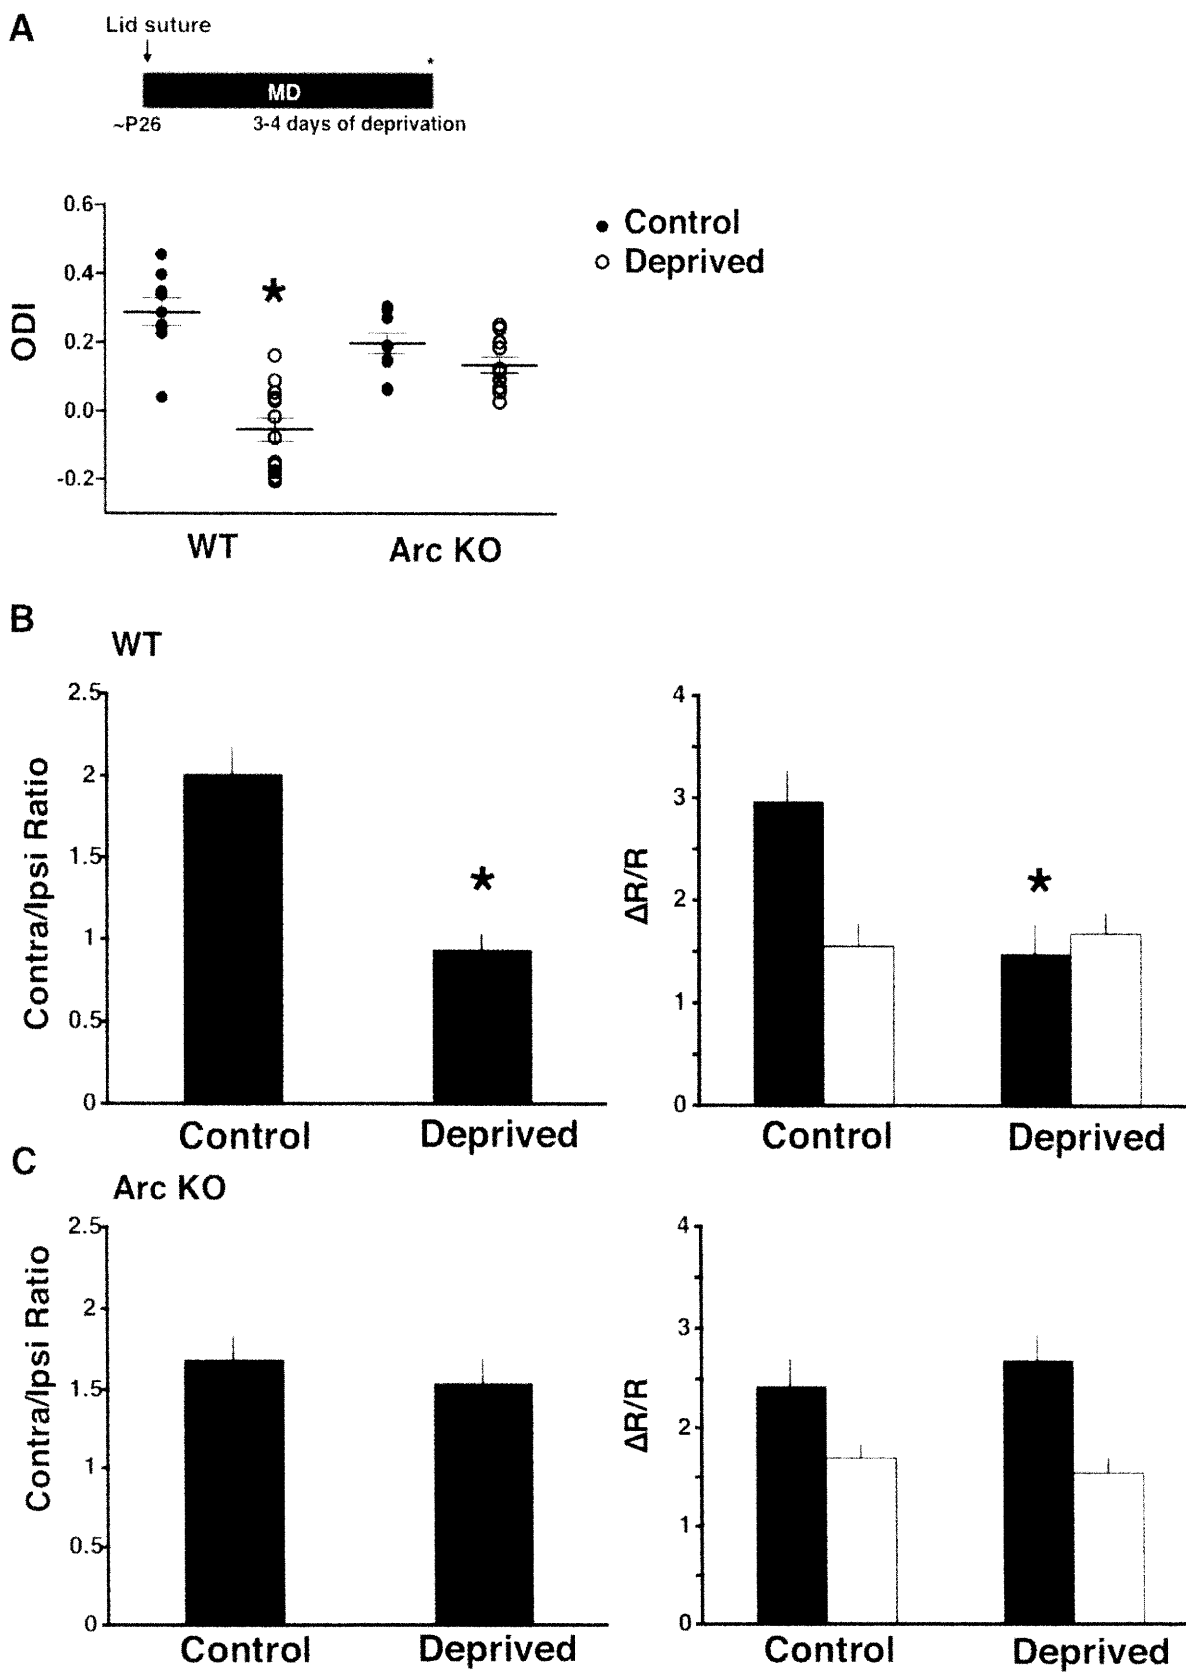 A
Lid suture
*
MD
~P26 3-4 days of deprivation
0.6
0.4
0.2
0.0
-0.2
ODI
★
● Control
○ Deprived
WT Arc KO
B
WT
2.5
2
1.5
1
0.5
0
Contra/Ipsi Ratio
★
Control Deprived
4
3
2
1
0
ΔR/R
★
Control Deprived
C
Arc KO
2.5
2
1.5
1
0.5
0
Contra/Ipsi Ratio
Control Deprived
4
3
2
1
0
ΔR/R
Control Deprived